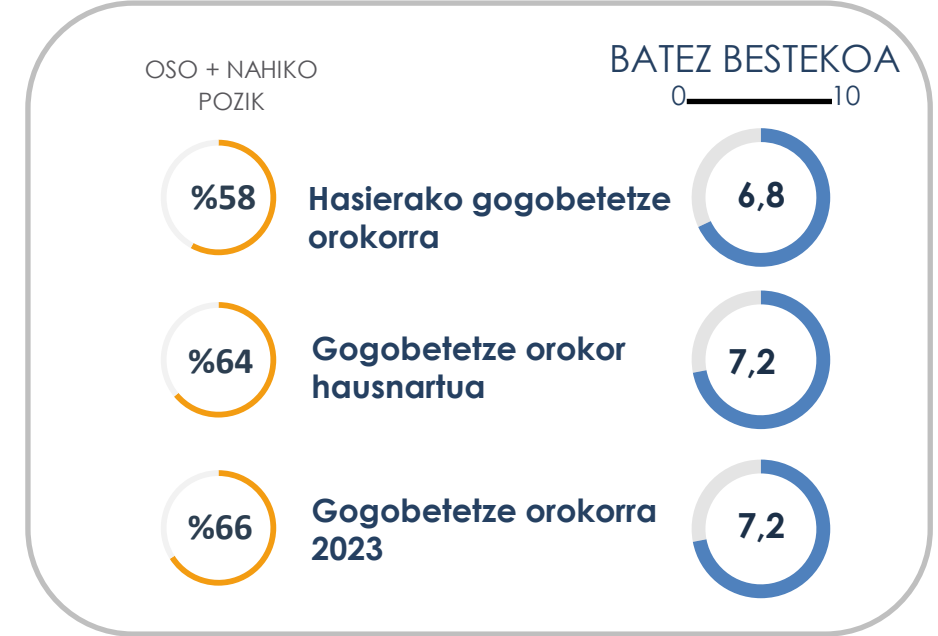 OSO + NAHIKO
POZIK
BATEZ BESTEKOA
0 10
%58
Hasierako gogobetetze
orokorra
6,8
%64
Gogobetetze orokor
hausnartua
7,2
%66
Gogobetetze orokorra
2023
7,2